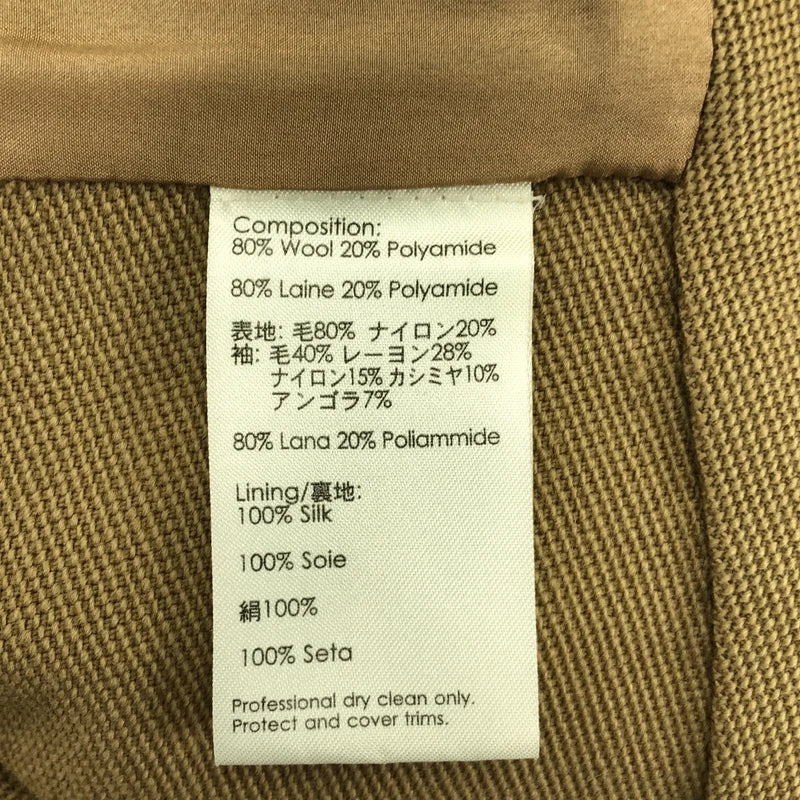 Composition:
80% Wool 20% Polyamide
80% Laine 20% Polyamide
表地: 毛80% ナイロン20%
袖: 毛40% レーヨン28%
ナイロン15% カシミヤ10%
アンゴラ7%
80% Lana 20% Poliammide
Lining/裏地:
100% Silk
100% Soie
絹100%
100% Seta
Professional dry clean only.
Protect and cover trims.